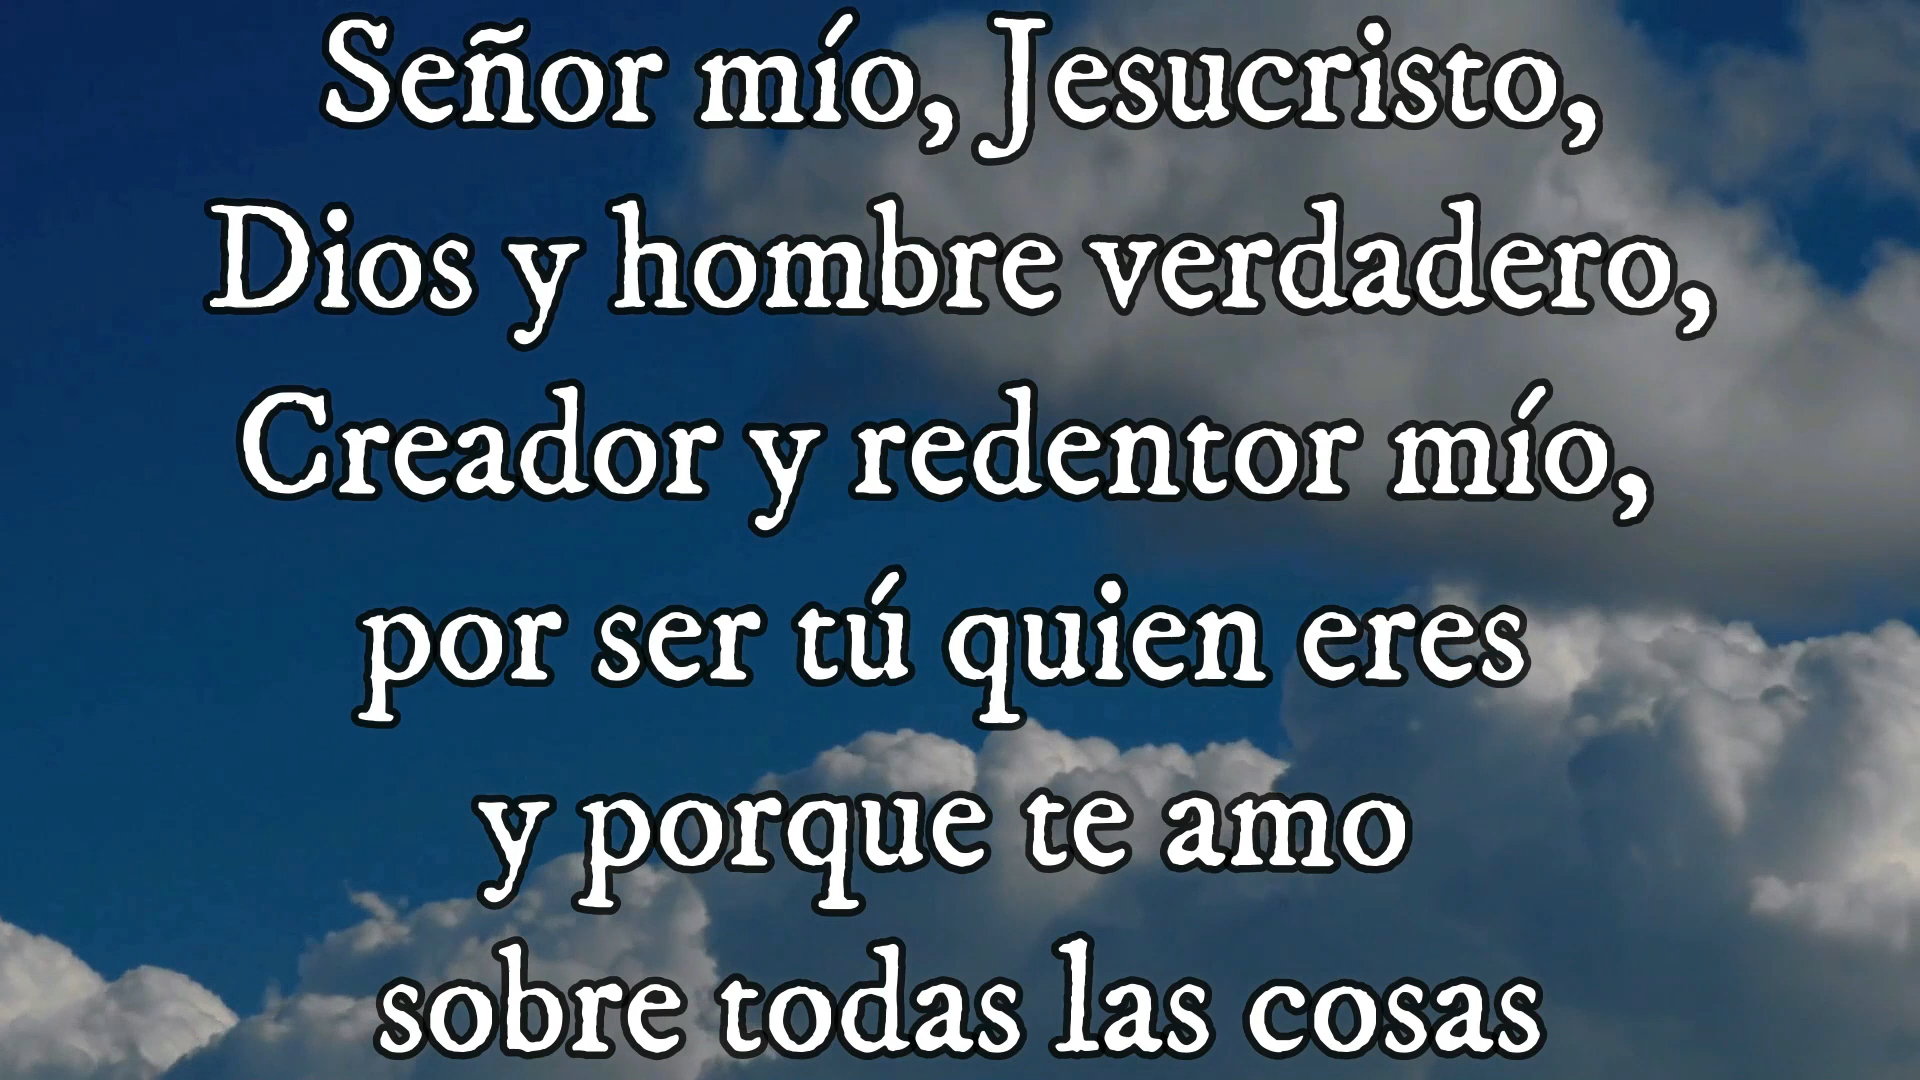 Señor mío, Jesucristo,
Dios y hombre verdadero,
Creador y redentor mío,
por ser tú quien eres
y porque te amo
sobre todas las cosas